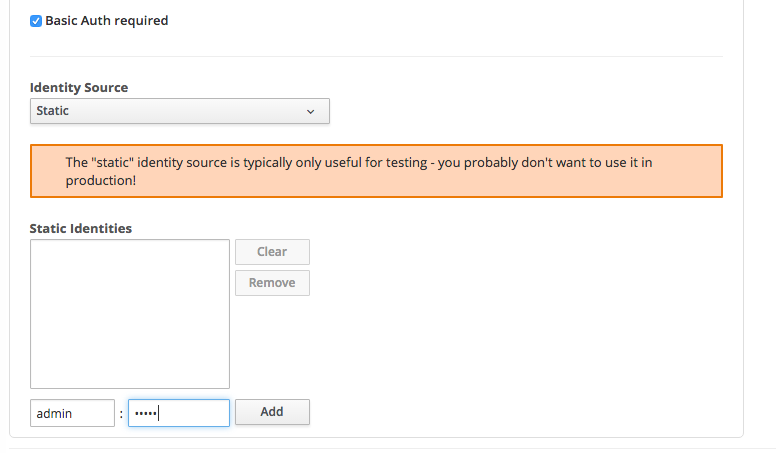 Basic Auth required
Identity Source
Static
The "static" identity source is typically only useful for testing - you probably don't want to use it in
production!
Static Identities
Clear
Remove
admin : ••••• Add